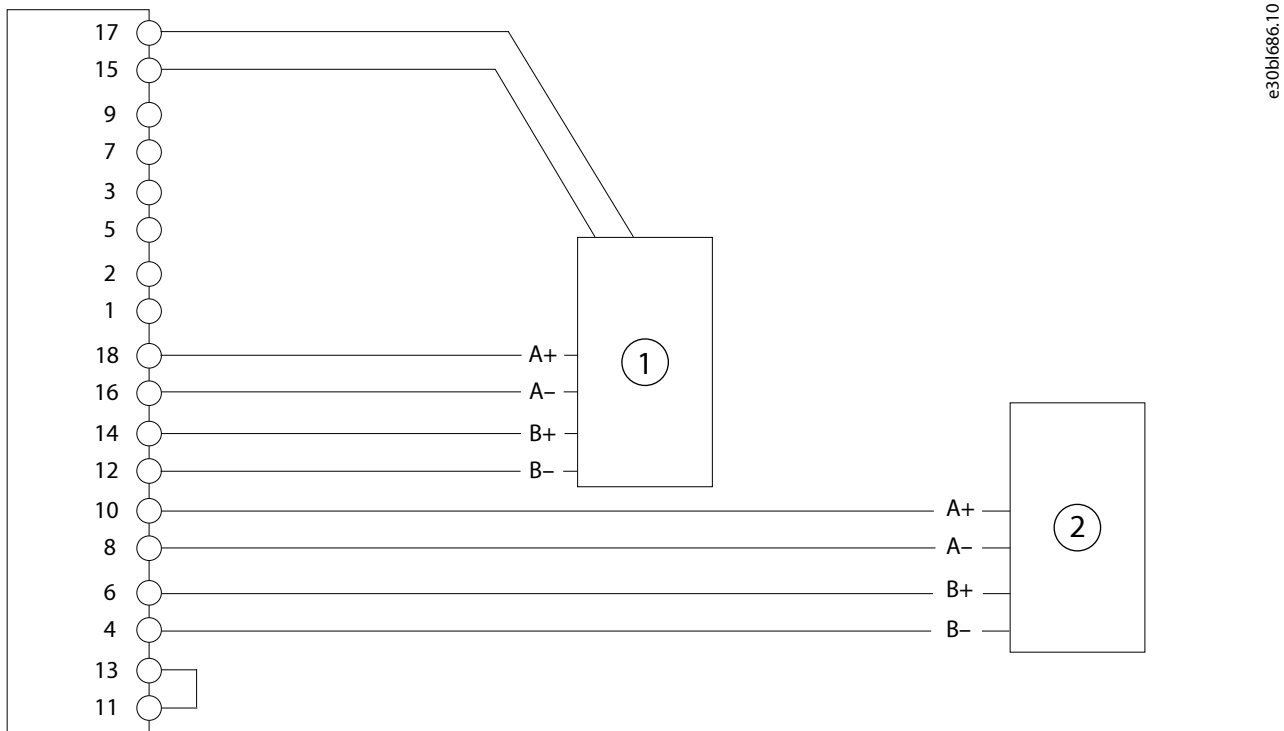 17
15
9
7
3
5
2
1
18 A+
16 A–
14 B+
12 B–
1
10 A+
8 A–
6 B+
4 B–
2
13
11
e30bl686.10